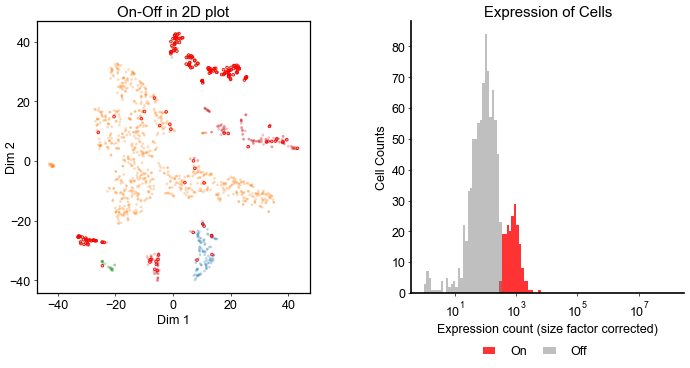 On-Off in 2D plot
40
20
0
−20
−40
Dim 2
−40 −20 0 20 40
Dim 1
Expression of Cells
80
70
60
50
40
30
20
10
0
Cell Counts
10^1 10^3 10^5 10^7
Expression count (size factor corrected)
On Off